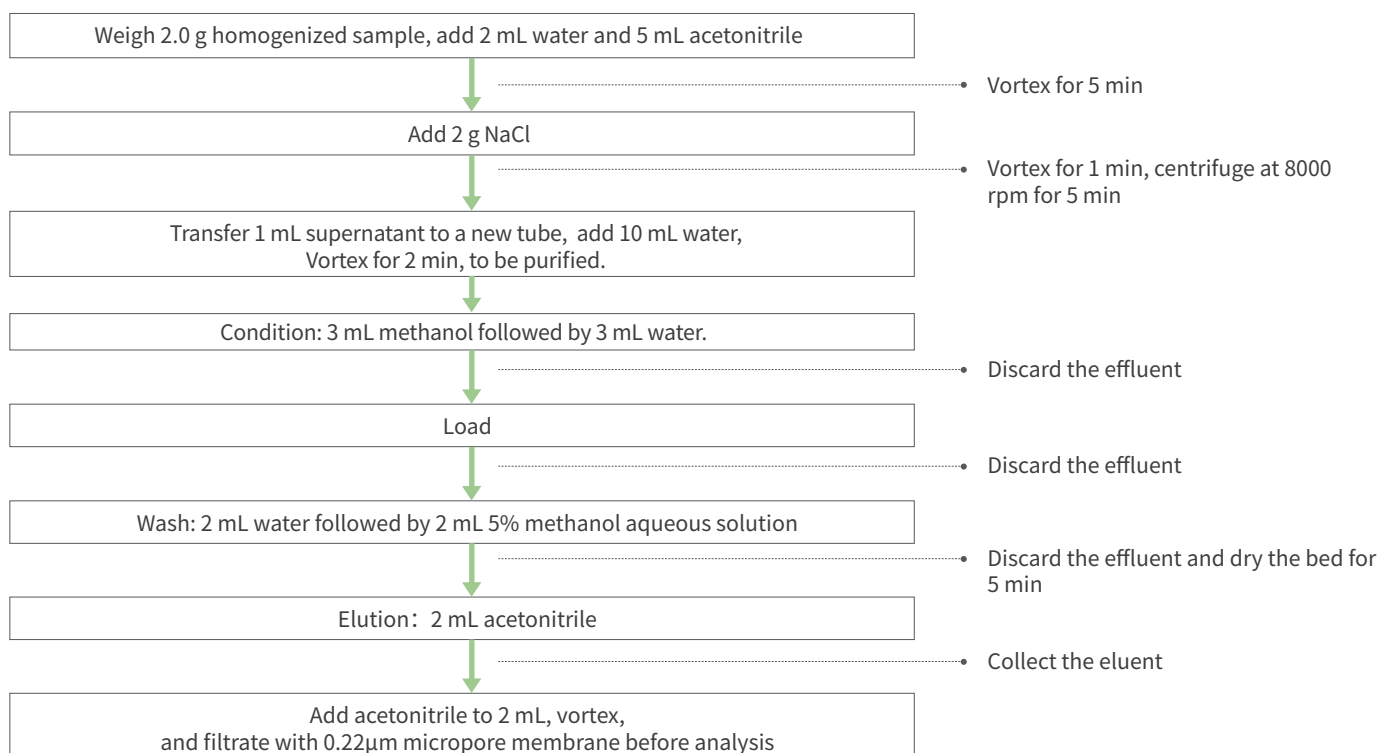 Weigh 2.0 g homogenized sample, add 2 mL water and 5 mL acetonitrile
Vortex for 5 min
Add 2 g NaCl
Vortex for 1 min, centrifuge at 8000
rpm for 5 min
Transfer 1 mL supernatant to a new tube, add 10 mL water,
Vortex for 2 min, to be purified.
Condition: 3 mL methanol followed by 3 mL water.
Discard the effluent
Load
Discard the effluent
Wash: 2 mL water followed by 2 mL 5% methanol aqueous solution
Discard the effluent and dry the bed for
5 min
Elution：2 mL acetonitrile
Collect the eluent
Add acetonitrile to 2 mL, vortex,
and filtrate with 0.22μm micropore membrane before analysis